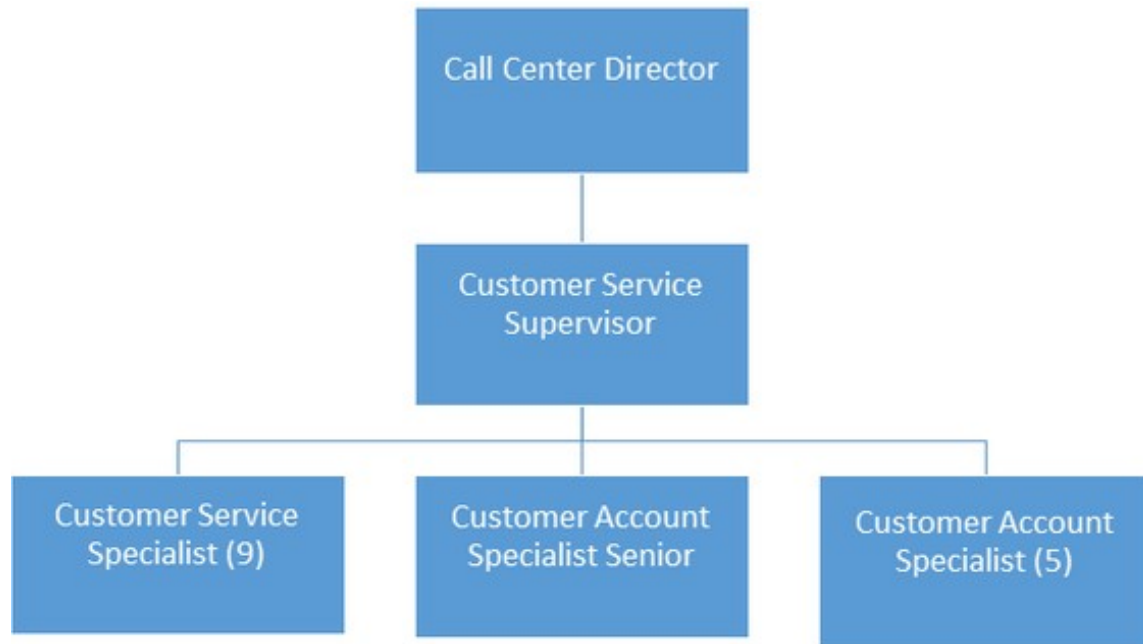 Call Center Director
Customer Service
Supervisor
Customer Service
Specialist (9)
Customer Account
Specialist Senior
Customer Account
Specialist (5)